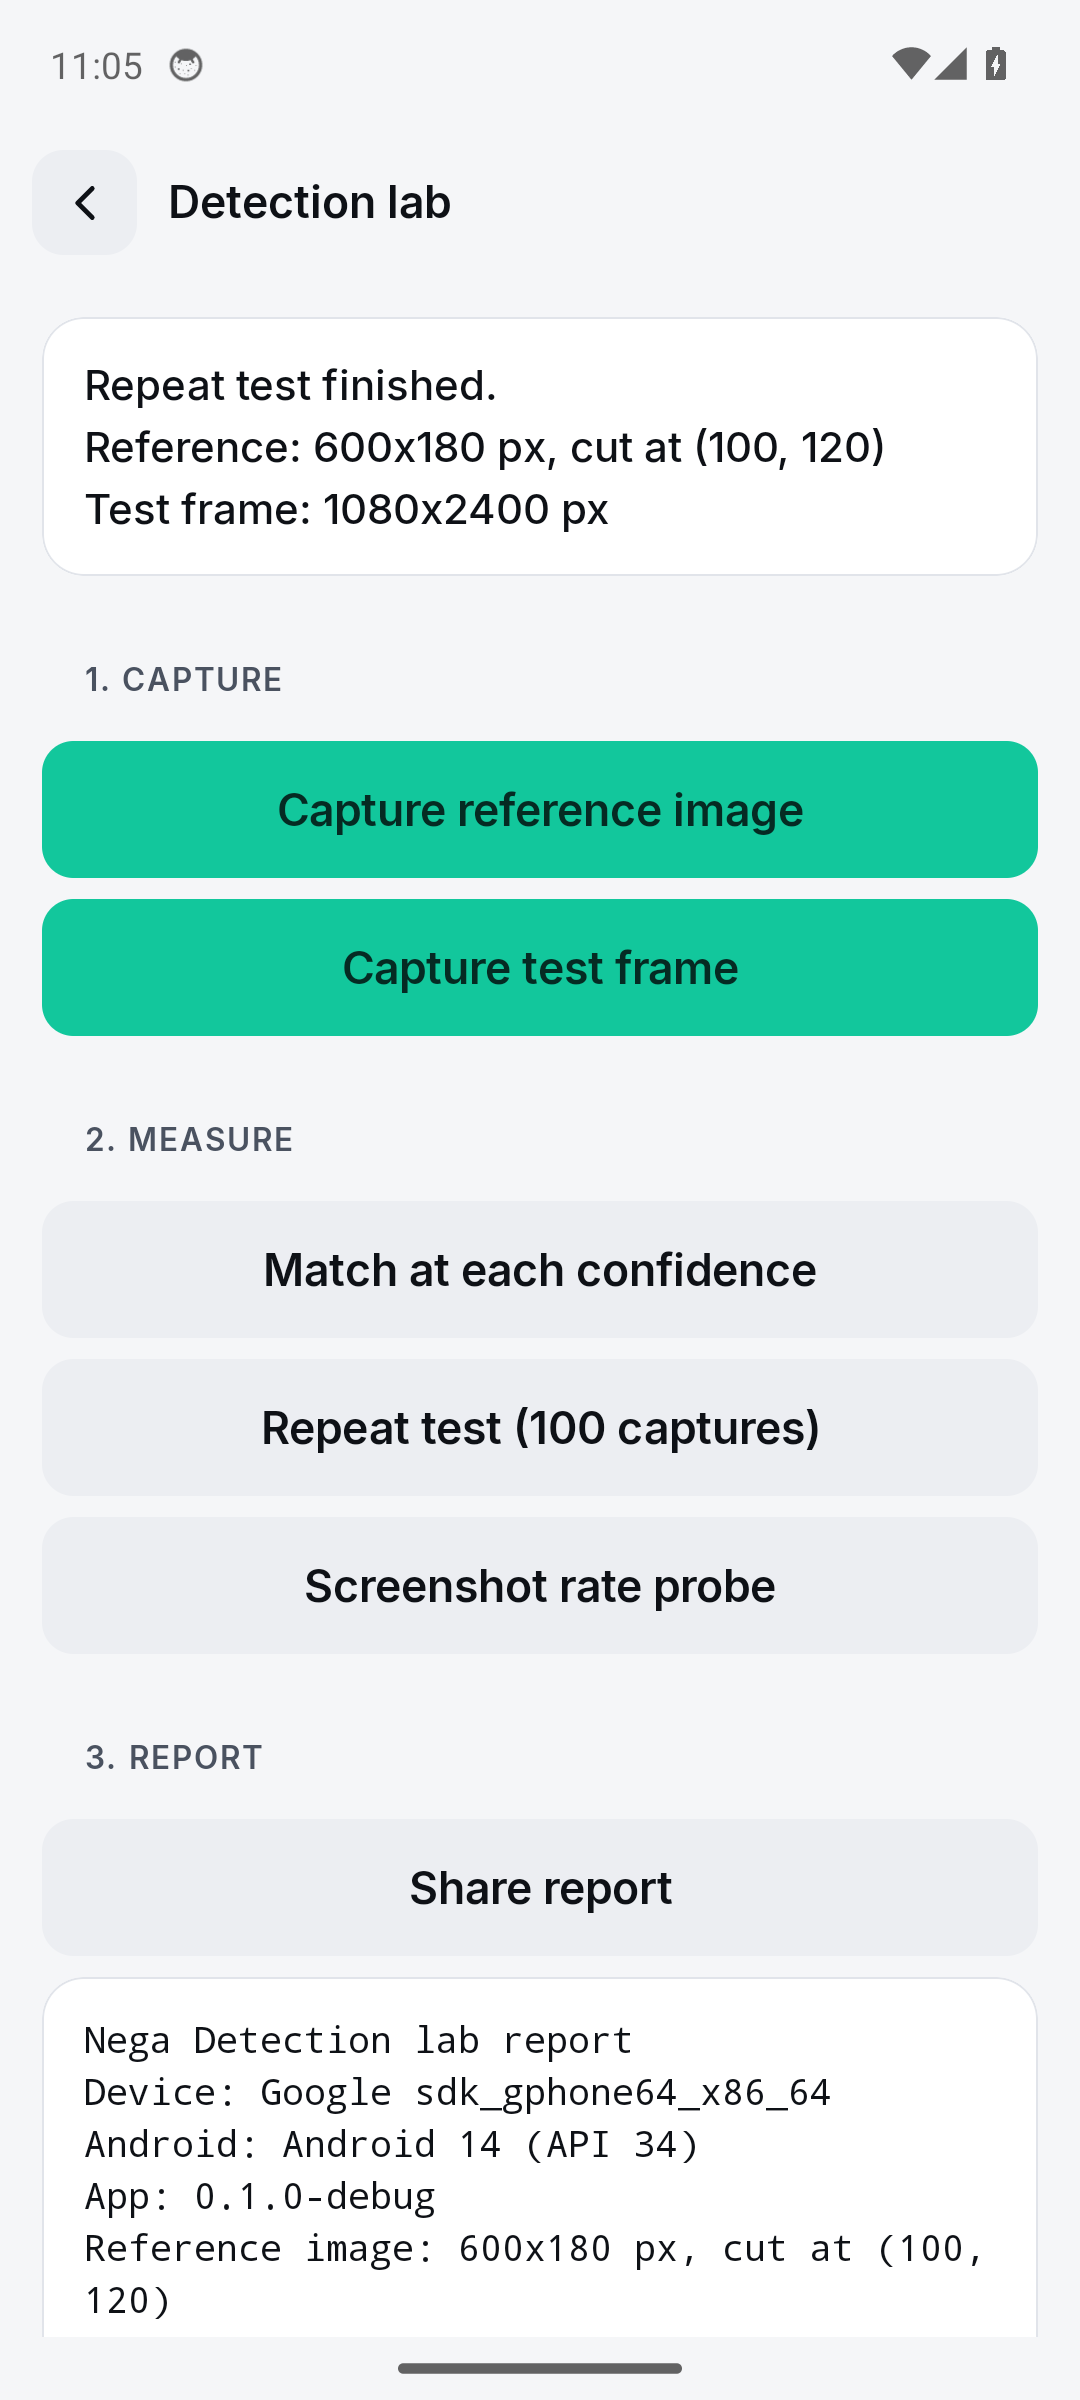 11:05
Detection lab
Repeat test finished.
Reference: 600x180 px, cut at (100, 120)
Test frame: 1080x2400 px
1. CAPTURE
Capture reference image
Capture test frame
2. MEASURE
Match at each confidence
Repeat test (100 captures)
Screenshot rate probe
3. REPORT
Share report
Nega Detection lab report
Device: Google sdk_gphone64_x86_64
Android: Android 14 (API 34)
App: 0.1.0-debug
Reference image: 600x180 px, cut at (100,
120)